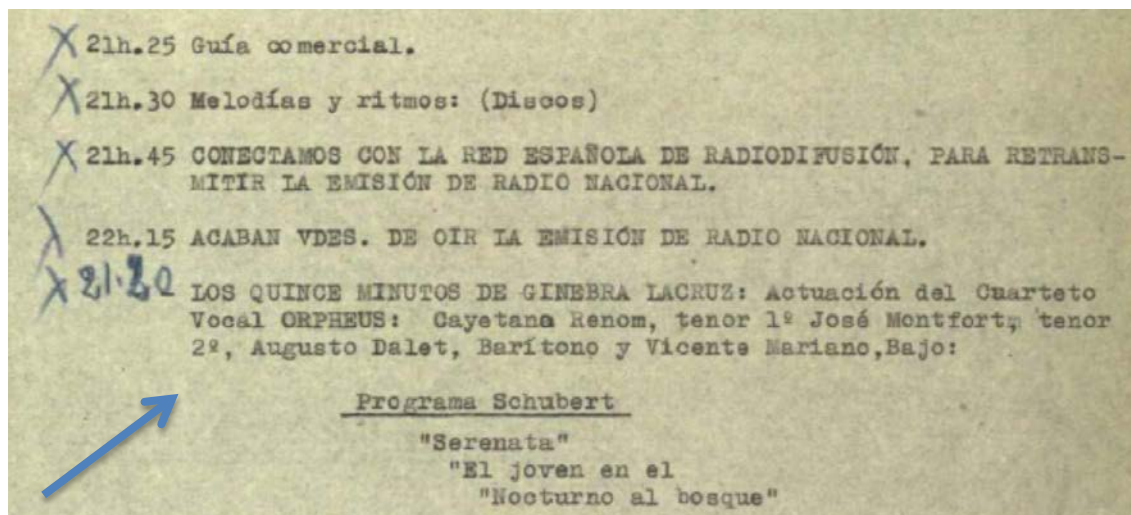 21h.25 Guía comercial.
21h.30 Melodías y ritmos: (Discos)
21h.45 CONECTAMOS CON LA RED ESPAÑOLA DE RADIODIFUSIÓN, PARA RETRANS-
MITIR LA EMISIÓN DE RADIO NACIONAL.
22h.15 ACABAN VDES. DE OIR LA EMISIÓN DE RADIO NACIONAL.
21.20 LOS QUINCE MINUTOS DE GINEBRA LACRUZ: Actuación del Cuarteto
Vocal ORPHEUS: Cayetana Renom, tenor 1º José Montfort, tenor
2º, Augusto Dalet, Barítono y Vicente Mariano,Bajo:
Programa Schubert
"Serenata"
"El joven en el
"Nocturno al bosque"